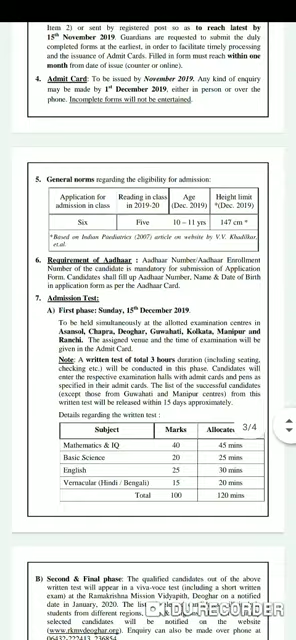 Item 2) or sent by registered post so as to reach latest by
15th November 2019. Guardians are requested to submit the duly
completed forms at the earliest, in order to facilitate timely processing
and the issuance of Admit Cards. Filled in form must reach within one
month from date of issue (counter or online).
4. Admit Card: To be issued by November 2019. Any kind of enquiry
may be made by 1st December 2019, either in person or over the
phone. Incomplete forms will not be entertained.
5. General norms regarding the eligibility for admission:
Application for admission in class | Reading in class in 2019-20 | Age (Dec. 2019) | Height limit *(Dec. 2019)
Six | Five | 10 – 11 yrs | 147 cm *
*Based on Indian Paediatrics (2007) article on website by V.V. Khadilkar,
et.al.
6. Requirement of Aadhaar : Aadhaar Number/Aadhaar Enrollment
Number of the candidate is mandatory for submission of Application
Form. Candidates shall fill up Aadhaar Number, Name & Date of Birth
in application form as per the Aadhaar Card.
7. Admission Test:
A) First phase: Sunday, 15th December 2019.
To be held simultaneously at the allotted examination centres in
Asansol, Chapra, Deoghar, Guwahati, Kolkata, Manipur and
Ranchi. The assigned venue and the time of examination will be
given in the Admit Card.
Note: A written test of total 3 hours duration (including seating,
checking etc.) will be conducted in this phase. Candidates will
enter the respective examination halls with admit cards and pens as
specified in their admit cards. The list of the successful candidates
(except those from Guwahati and Manipur centres) from this
written test will be released within 15 days approximately.
Details regarding the written test :
Subject | Marks | Allocated
3/4
Mathematics & IQ | 40 | 45 mins
Basic Science | 20 | 25 mins
English | 25 | 30 mins
Vernacular (Hindi / Bengali) | 15 | 20 mins
Total | 100 | 120 mins
B) Second & Final phase: The qualified candidates out of the above
written test will appear in a viva-voce test (including a short written
exam) at the Ramakrishna Mission Vidyapith, Deoghar on a notified
date in January, 2020. The list
students from different regions,
selected candidates will be notified on the website
(www.rkmvdeoghar.org) Enquiry can also be made over phone at
06432-222413, 236854
DU RECORDER